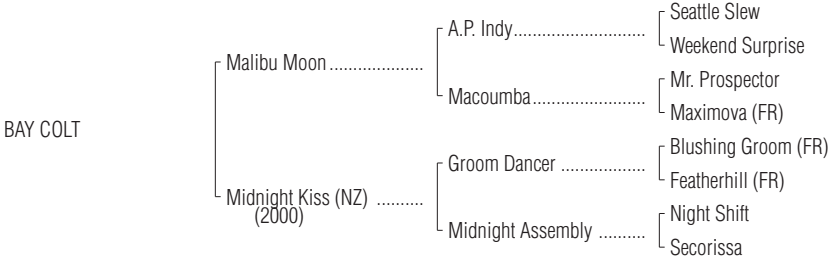 Seattle Slew
A.P. Indy............................
Weekend Surprise
Malibu Moon ....................
Mr. Prospector
Macoumba........................
Maximova (FR)
BAY COLT
Blushing Groom (FR)
Groom Dancer ..................
Featherhill (FR)
Midnight Kiss (NZ) ..........
(2000)
Night Shift
Midnight Assembly ..........
Secorissa